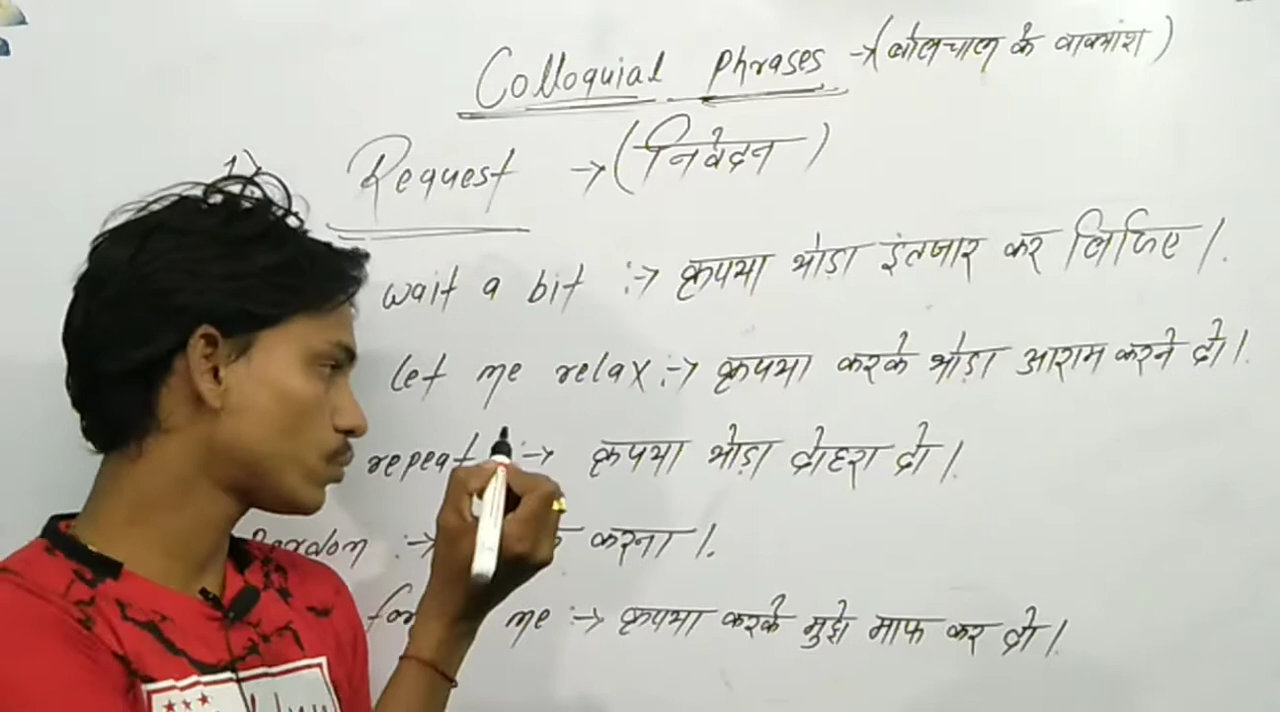 Colloquial Phrases → (बोलचाल के वाक्यांश)
1) Request → (निवेदन)
wait a bit :→ कृपया थोड़ा इंतजार कर लिजिए।
Let me relax :→ कृपया करके थोड़ा आराम करने दो।
repeat :→ कृपया थोड़ा दोहरा दो।
Pardon :→ करना।
me :→ कृपया करके मुझे माफ कर दो।